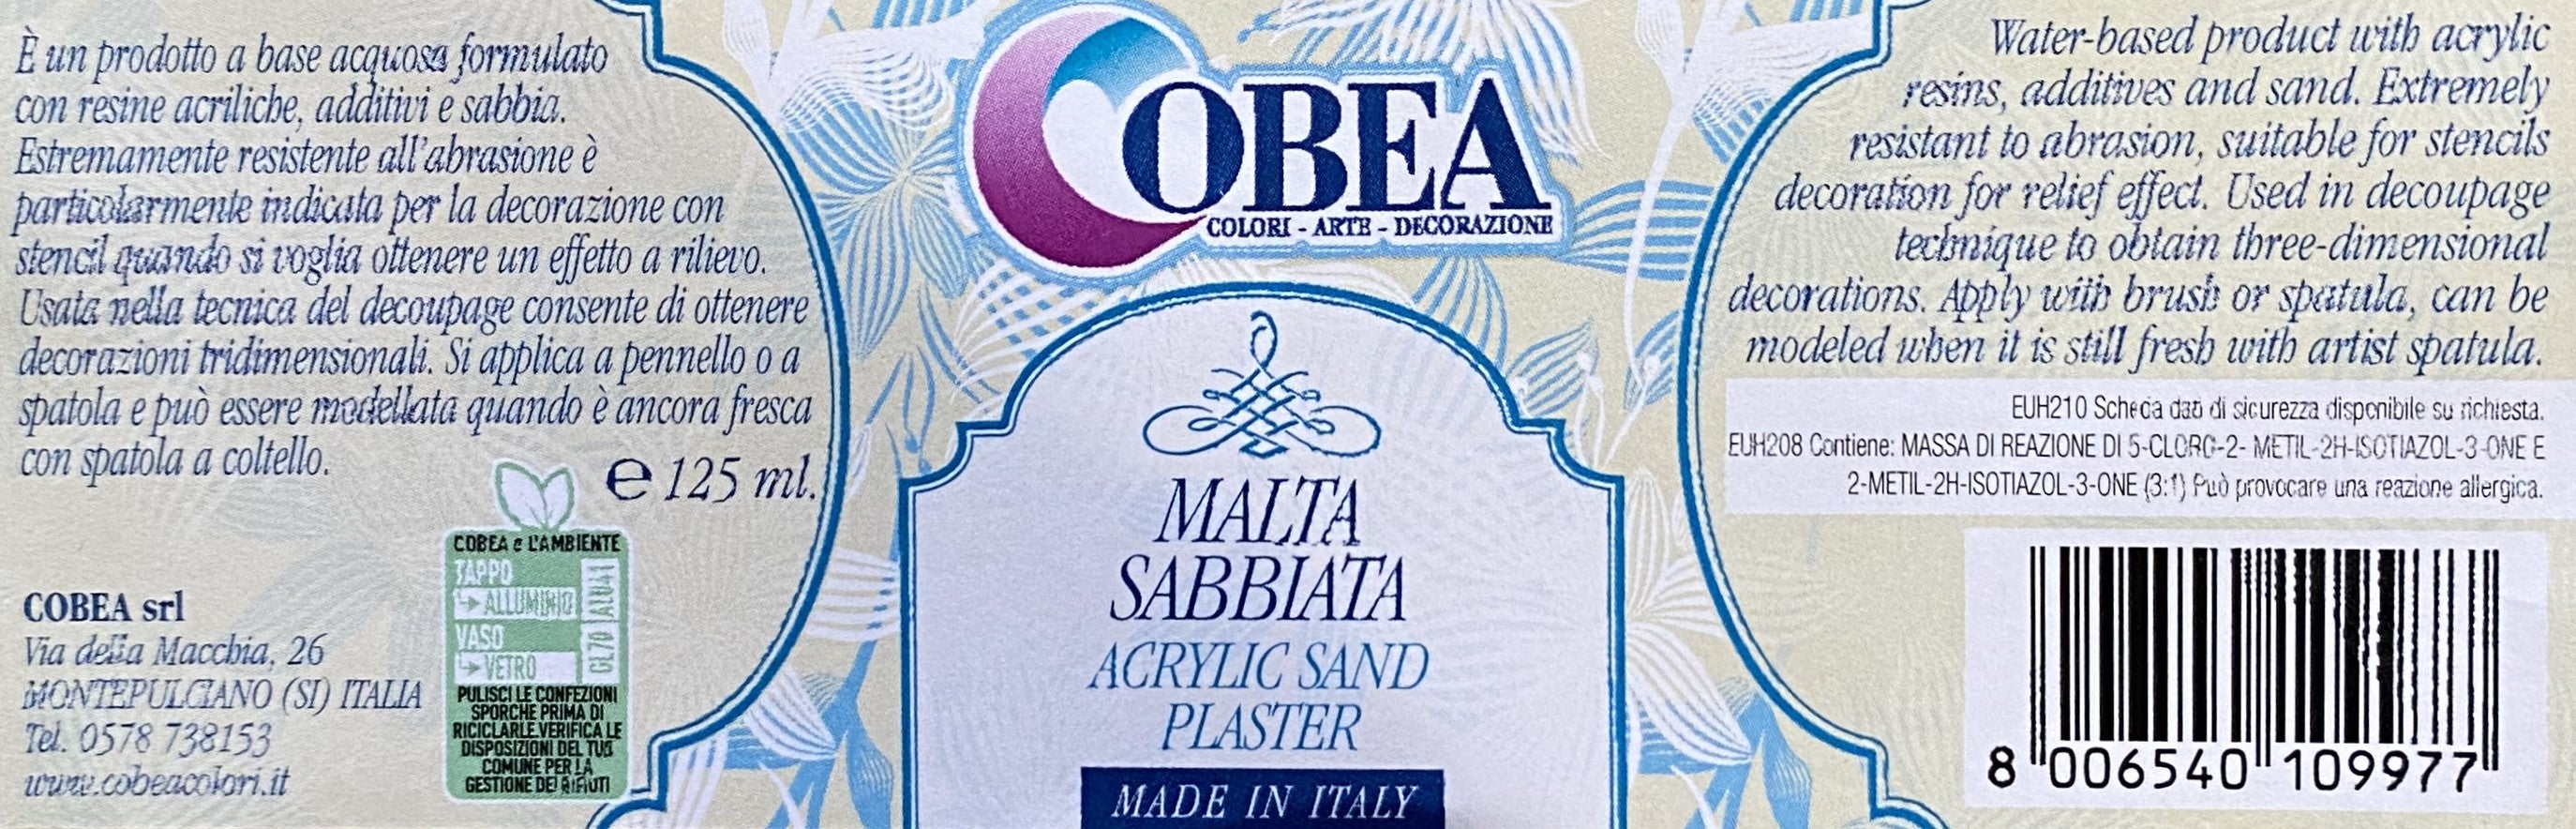 È un prodotto a base acquosa formulato
con resine acriliche, additivi e sabbia.
Estremamente resistente all'abrasione è
particolarmente indicata per la decorazione con
stencil quando si voglia ottenere un effetto a rilievo.
Usata nella tecnica del decoupage consente di ottenere
decorazioni tridimensionali. Si applica a pennello o a
spatola e può essere modellata quando è ancora fresca
con spatola a coltello.
℮ 125 ml.
COBEA srl
Via della Macchia, 26
MONTEPULCIANO (SI) ITALIA
Tel. 0578 738153
www.cobeacolori.it
COBEA e L'AMBIENTE
TAPPO
ALLUMINIO
ALU41
VASO
VETRO
GL70
PULISCI LE CONFEZIONI
SPORCHE PRIMA DI
RICICLARLE.VERIFICA LE
DISPOSIZIONI DEL TUO
COMUNE PER LA
GESTIONE DEI RIFIUTI
COBEA
COLORI - ARTE - DECORAZIONE
MALTA
SABBIATA
ACRYLIC SAND
PLASTER
MADE IN ITALY
Water-based product with acrylic
resins, additives and sand. Extremely
resistant to abrasion, suitable for stencils
decoration for relief effect. Used in decoupage
technique to obtain three-dimensional
decorations. Apply with brush or spatula, can be
modeled when it is still fresh with artist spatula.
EUH210 Scheda dati di sicurezza disponibile su richiesta.
EUH208 Contiene: MASSA DI REAZIONE DI 5-CLORO-2- METIL-2H-ISOTIAZOL-3-ONE E
2-METIL-2H-ISOTIAZOL-3-ONE (3:1) Può provocare una reazione allergica.
8 006540 109977